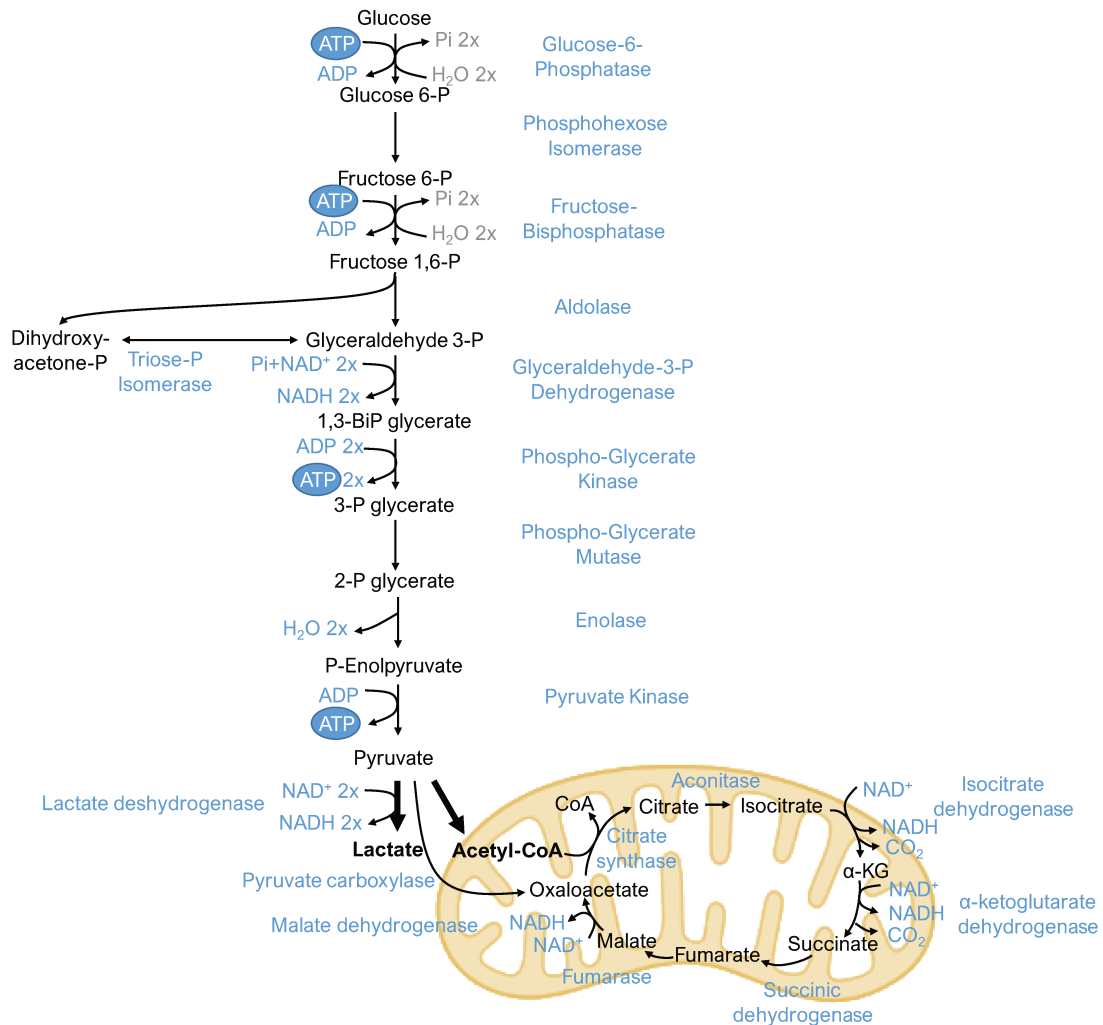 Glucose
ATP
Pi 2x
ADP
H₂O 2x
Glucose-6-
Phosphatase
Glucose 6-P
Phosphohexose
Isomerase
Fructose 6-P
ATP
Pi 2x
ADP
H₂O 2x
Fructose-
Bisphosphatase
Fructose 1,6-P
Aldolase
Dihydroxy-
acetone-P
Triose-P
Isomerase
Glyceraldehyde 3-P
Pi+NAD⁺ 2x
NADH 2x
Glyceraldehyde-3-P
Dehydrogenase
1,3-BiP glycerate
ADP 2x
ATP 2x
Phospho-Glycerate
Kinase
3-P glycerate
Phospho-Glycerate
Mutase
2-P glycerate
H₂O 2x
Enolase
P-Enolpyruvate
ADP
ATP
Pyruvate Kinase
Pyruvate
Lactate deshydrogenase
NAD⁺ 2x
NADH 2x
Lactate
Acetyl-CoA
CoA
Citrate
synthase
Citrate
Aconitase
Isocitrate
NAD⁺
NADH
CO₂
Isocitrate
dehydrogenase
α-KG
NAD⁺
NADH
CO₂
α-ketoglutarate
dehydrogenase
Succinate
Succinic
dehydrogenase
Fumarate
Fumarase
Malate
NADH
NAD⁺
Malate dehydrogenase
Oxaloacetate
Pyruvate carboxylase